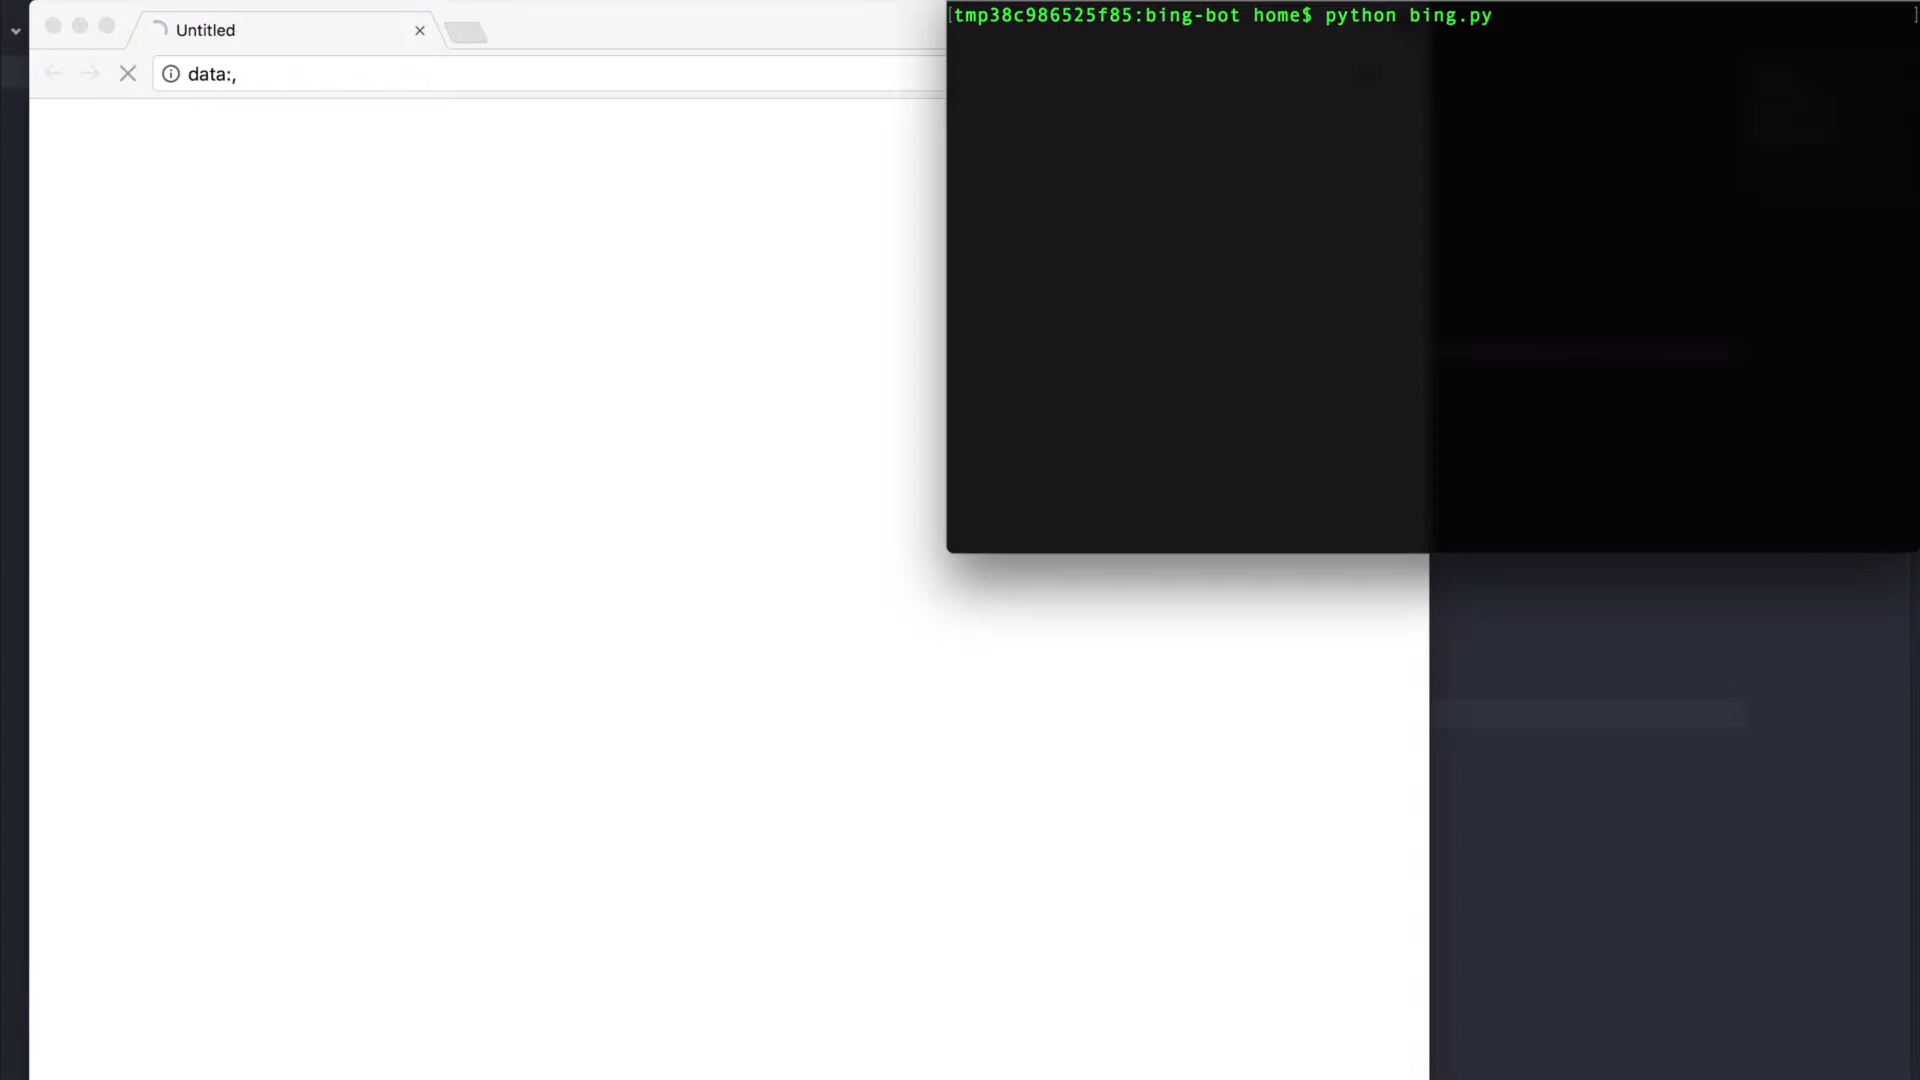 Untitled
data:,
[tmp38c986525f85:bing-bot home$ python bing.py ]